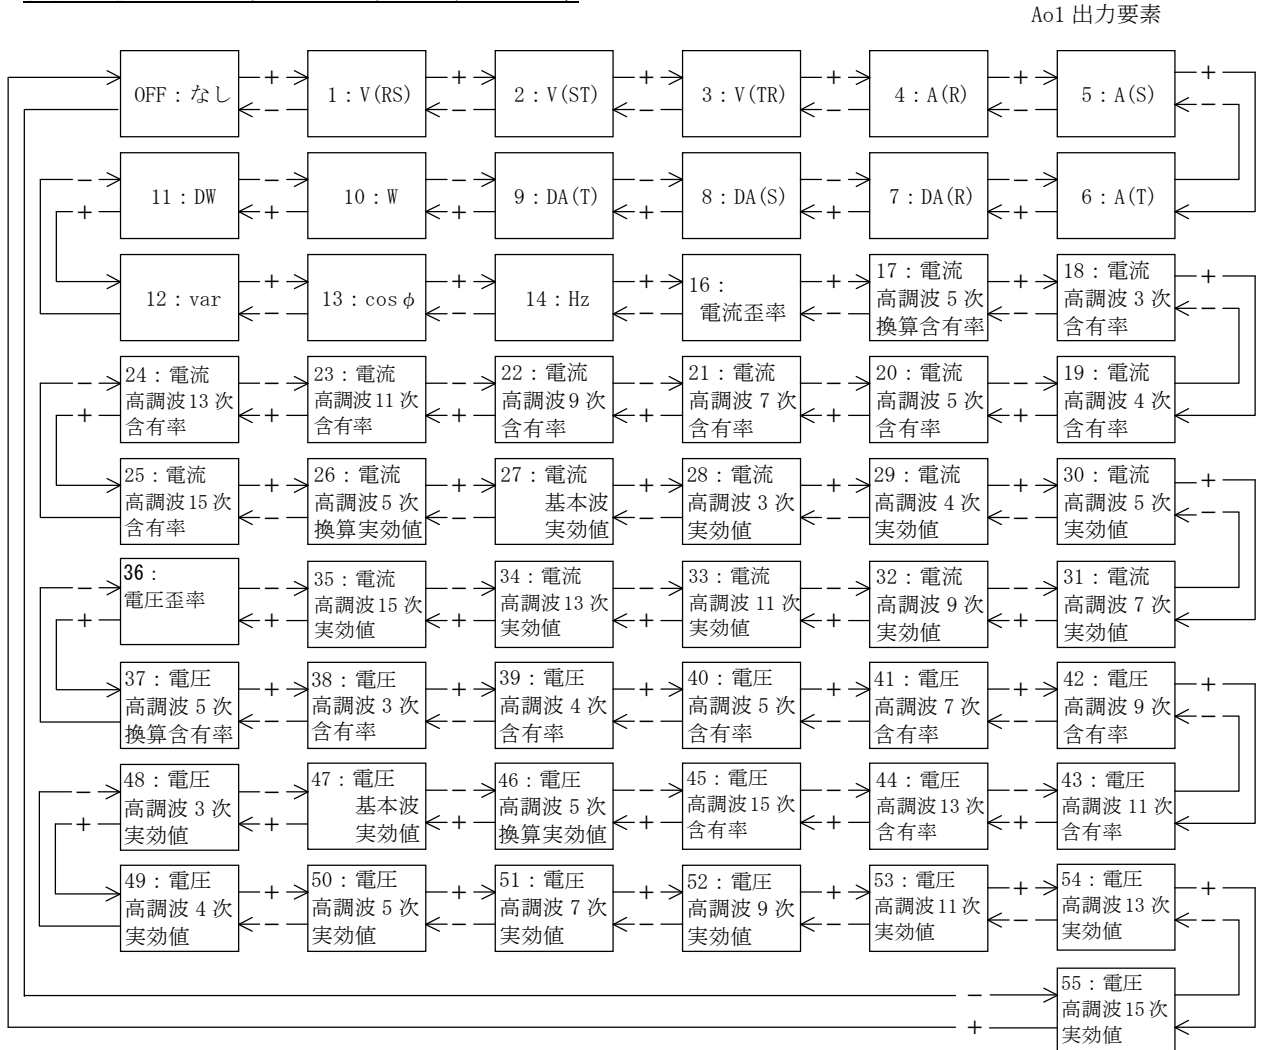 Ao1 出力要素
OFF：なし
＋
－
1：V(RS)
＋
－
2：V(ST)
＋
－
3：V(TR)
＋
－
4：A(R)
＋
－
5：A(S)
＋
－
－
＋
11：DW
－
＋
10：W
－
＋
9：DA(T)
－
＋
8：DA(S)
－
＋
7：DA(R)
－
＋
6：A(T)
12：var
＋
－
13：cosφ
＋
－
14：Hz
＋
－
16：
電流歪率
＋
－
17：電流
高調波 5 次
換算含有率
＋
－
18：電流
高調波 3 次
含有率
＋
－
－
＋
24：電流
高調波13 次
含有率
－
＋
23：電流
高調波11 次
含有率
－
＋
22：電流
高調波9 次
含有率
－
＋
21：電流
高調波 7 次
含有率
－
＋
20：電流
高調波 5 次
含有率
－
＋
19：電流
高調波 4 次
含有率
25：電流
高調波15 次
含有率
＋
－
26：電流
高調波5 次
換算実効値
＋
－
27：電流
基本波
実効値
＋
－
28：電流
高調波 3 次
実効値
＋
－
29：電流
高調波 4 次
実効値
＋
－
30：電流
高調波 5 次
実効値
＋
－
－
＋
36：
電圧歪率
－
＋
35：電流
高調波15 次
実効値
－
＋
34：電流
高調波13 次
実効値
－
＋
33：電流
高調波 11 次
実効値
－
＋
32：電流
高調波 9 次
実効値
－
＋
31：電流
高調波 7 次
実効値
37：電圧
高調波 5 次
換算含有率
＋
－
38：電圧
高調波 3 次
含有率
＋
－
39：電圧
高調波 4 次
含有率
＋
－
40：電圧
高調波 5 次
含有率
＋
－
41：電圧
高調波 7 次
含有率
＋
－
42：電圧
高調波 9 次
含有率
＋
－
－
＋
48：電圧
高調波 3 次
実効値
－
＋
47：電圧
基本波
実効値
－
＋
46：電圧
高調波 5 次
換算実効値
－
＋
45：電圧
高調波15 次
含有率
－
＋
44：電圧
高調波13 次
含有率
－
＋
43：電圧
高調波 11 次
含有率
49：電圧
高調波 4 次
実効値
＋
－
50：電圧
高調波 5 次
実効値
＋
－
51：電圧
高調波 7 次
実効値
＋
－
52：電圧
高調波 9 次
実効値
＋
－
53：電圧
高調波11次
実効値
＋
－
54：電圧
高調波13 次
実効値
＋
－
－
＋
55：電圧
高調波15 次
実効値